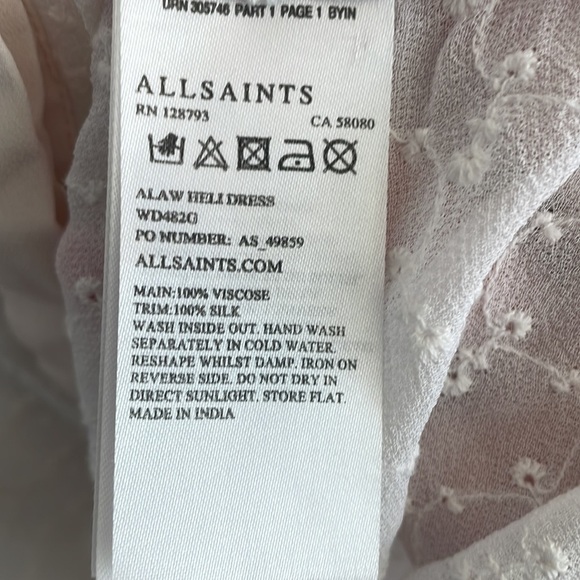 URN 305746 PART 1 PAGE 1 BYIN
ALLSAINTS
RN 128793 CA 58080
ALAW HELI DRESS
WD482G
PO NUMBER: AS_49859
ALLSAINTS.COM
MAIN:100% VISCOSE
TRIM:100% SILK
WASH INSIDE OUT. HAND WASH
SEPARATELY IN COLD WATER.
RESHAPE WHILST DAMP. IRON ON
REVERSE SIDE. DO NOT DRY IN
DIRECT SUNLIGHT. STORE FLAT.
MADE IN INDIA